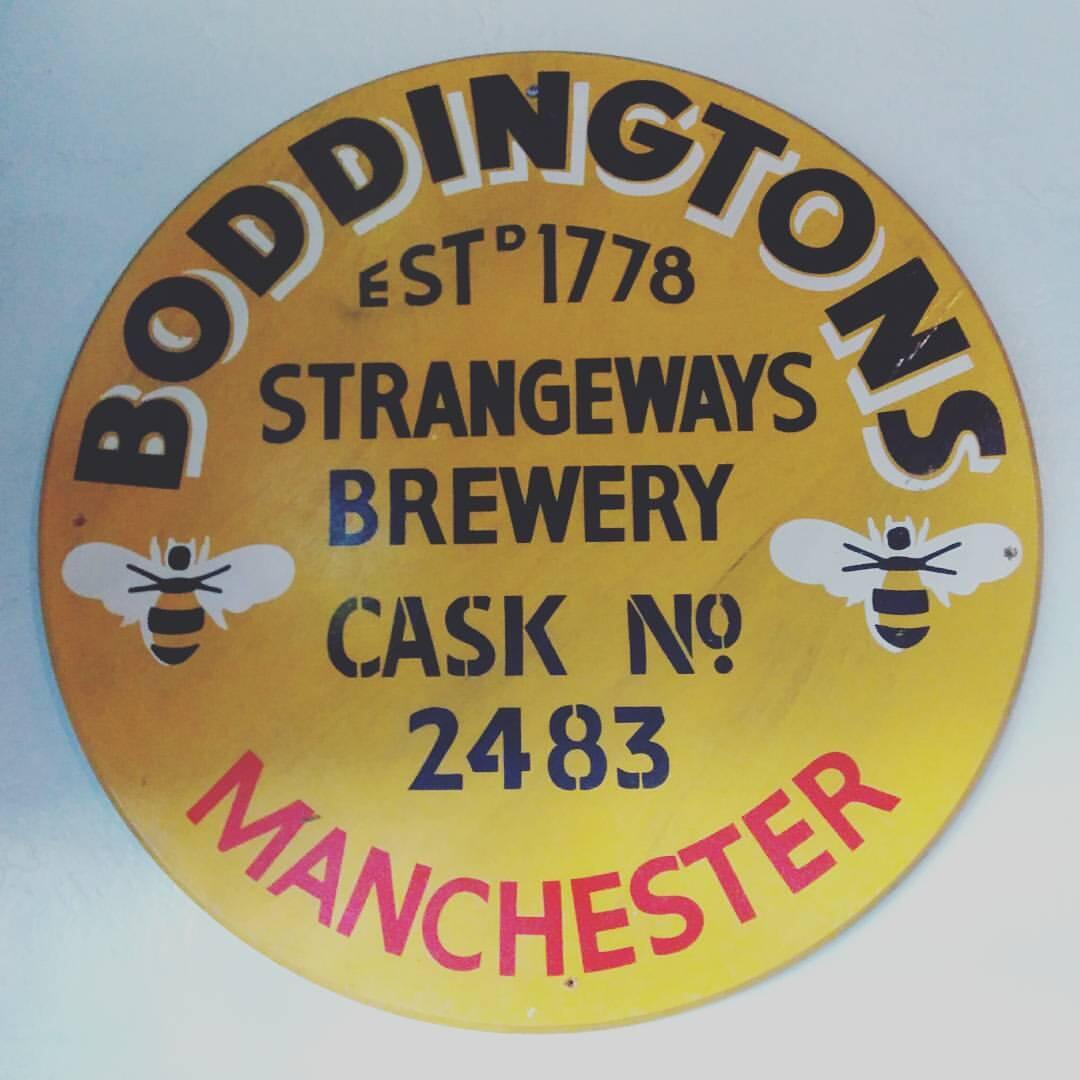 BODDINGTONS
ESTD 1778
STRANGEWAYS
BREWERY
CASK Nº
2483
MANCHESTER